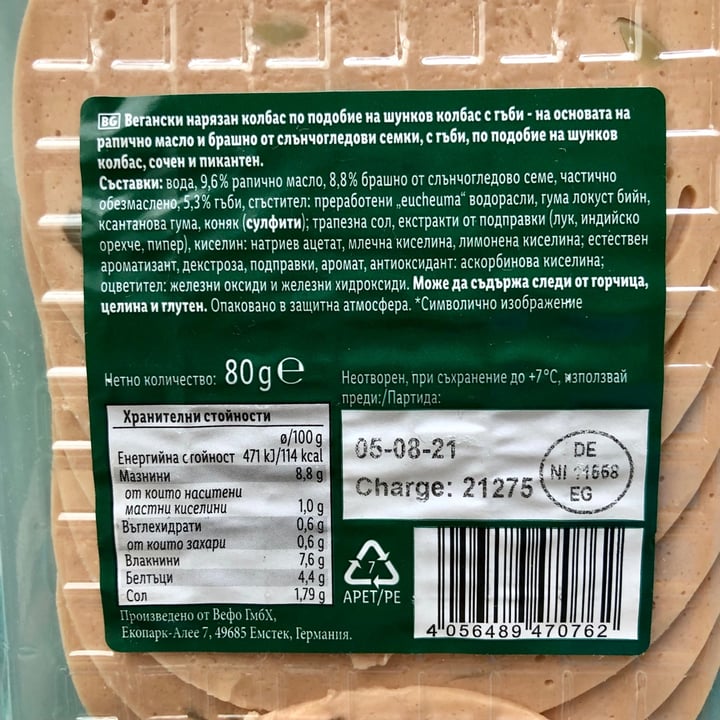 BG Вегански нарязан колбас по подобие на шунков колбас с гъби - на основата на
рапично масло и брашно от слънчогледови семки, с гъби, по подобие на шунков
колбас, сочен и пикантен.
Съставки: вода, 9,6% рапично масло, 8,8% брашно от слънчогледово семе, частично
обезмаслено, 5,3% гъби, сгъстител: преработени „eucheuma“ водорасли, гума локуст бийн,
ксантанова гума, коняк (сулфити); трапезна сол, екстракти от подправки (лук, индийско
орехче, пипер), киселин: натриев ацетат, млечна киселина, лимонена киселина; естествен
ароматизант, декстроза, подправки, аромат, антиоксидант: аскорбинова киселина;
оцветител: железни оксиди и железни хидроксиди. Може да съдържа следи от горчица,
целина и глутен. Опаковано в защитна атмосфера. *Символично изображение
Нетно количество: 80g e
Неотворен, при съхранение до +7°C, използвай
преди:/Партида:
05-08-21
Charge: 21275
DE
NI
EG
Хранителни стойности
ø/100 g
Енергийна стойност 471 kJ/114 kcal
Мазнини 8,8 g
от които наситени
мастни киселини 1,0 g
Въглехидрати 0,6 g
от които захари 0,6 g
Влакнини 7,6 g
Белтъци 4,4 g
Сол 1,79 g
7
APET/PE
4 056489 470762
Произведено от Вефо ГмбХ,
Екопарк-Алее 7, 49685 Емстек, Германия.